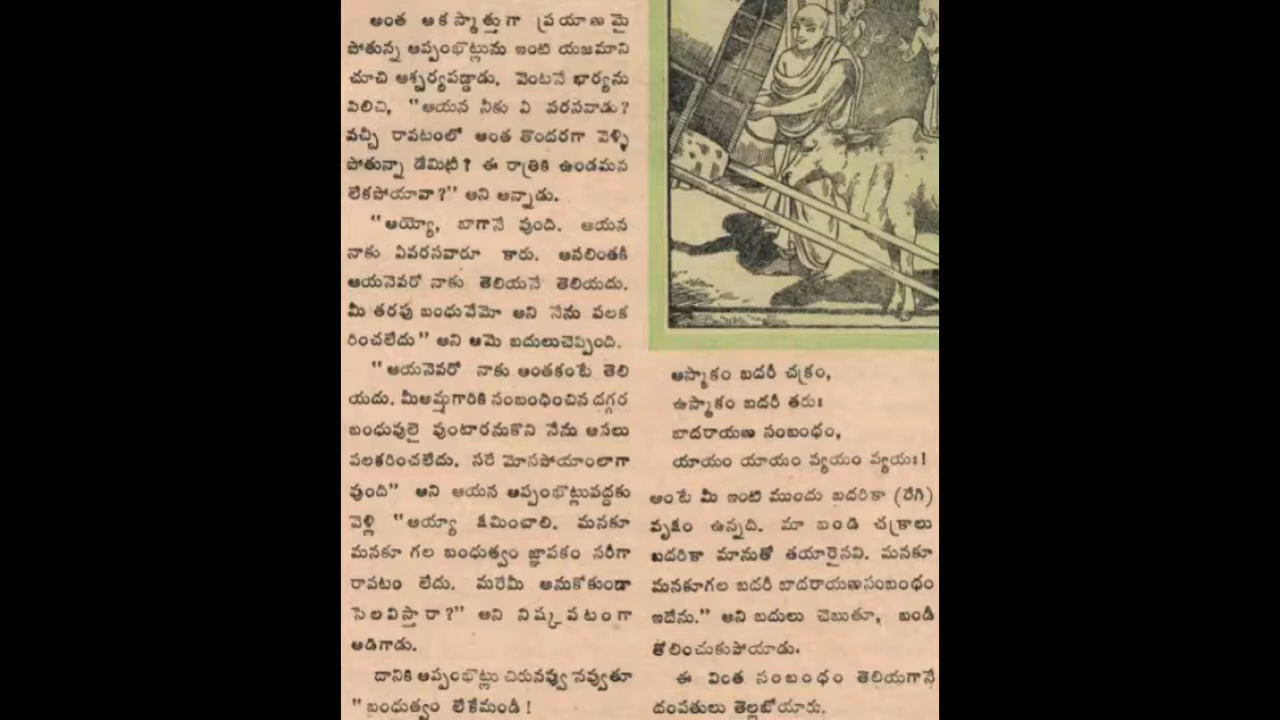 అంత అకస్మాత్తుగా ప్రయాణమై
పోతున్న అప్పంభొట్లును ఇంటి యజమాని
చూచి ఆశ్చర్యపడ్డాడు. వెంటనే భార్యను
పిలిచి, "ఆయన నీకు ఏ వరసవాడు?
వచ్చీ రావటంలో అంత తొందరగా వెళ్ళి
పోతున్నా డేమిటీ? ఈ రాత్రికి ఉండమన
లేకపోయావా?" అని అన్నాడు.
"అయ్యో, బాగానే వుంది. ఆయన
నాకు ఏవరసవారూ కారు. అవలింతకీ
ఆయనెవరో నాకు తెలియనే తెలియదు.
మీ తరపు బంధువేమో అని నేను పలక
రించలేదు" అని ఆమె బదులుచెప్పింది.
"ఆయనెవరో నాకు అంతకంటే తెలి
యదు. మీఅమ్మగారికి సంబంధించిన దగ్గర
బంధువులై వుంటారనుకొని నేను అసలు
పలకరించలేదు. సరే మోసపోయాంలాగా
వుంది" అని ఆయన అప్పంభొట్లువద్దకు
వెళ్లి "అయ్యా క్షమించాలి. మనకూ
మనకూ గల బంధుత్వం జ్ఞాపకం సరీగా
రావటం లేదు. మరేమీ అనుకోకుండా
సెలవిస్తారా?" అని నిష్కపటంగా
అడిగాడు.
దానికి అప్పంభొట్లు చిరునవ్వు నవ్వుతూ
"బంధుత్వం లేకేమండీ!
అస్మాకం బదరీ చక్రం,
ఉస్మాకం బదరీ తరుః
బాదరాయణ సంబంధం,
యాయం యాయం వ్యయం వ్యయః!
అంటే మీ ఇంటి ముందు బదరికా (రేగి)
వృక్షం ఉన్నది. మా బండి చక్రాలు
బదరికా మానుతో తయారైనవి. మనకూ
మనకూగల బదరీ బాదరాయణసంబంధం
ఇదేను." అని బదులు చెబుతూ, బండీ
తోలించుకుపోయాడు.
ఈ వింత సంబంధం తెలియగానే
దంపతులు తెల్లబోయారు.